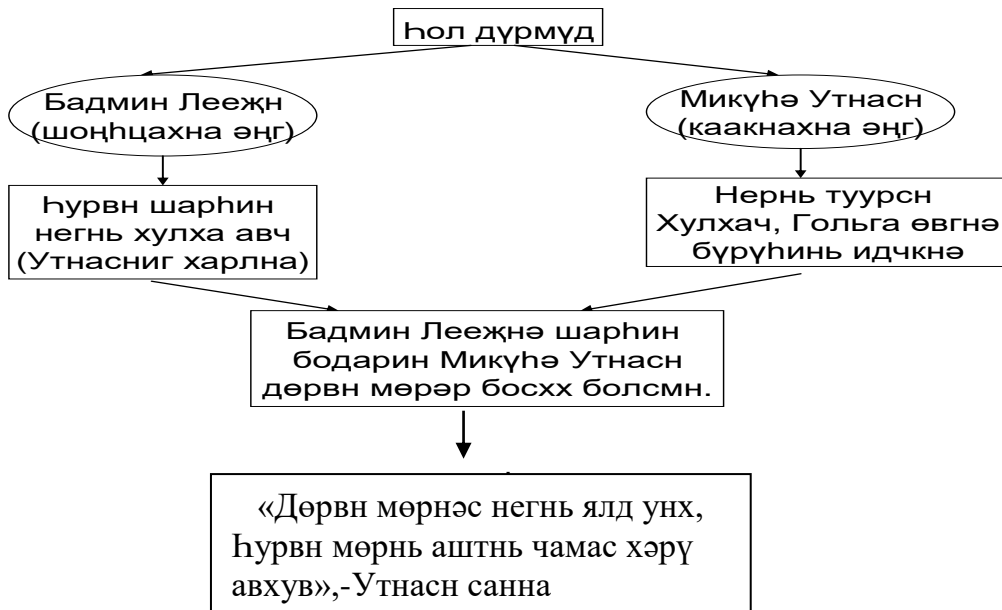 Һол дүрмүд
Бадмин Лееҗн
(шоңһцахна әңг)
Микүһә Утнасн
(каакнахна әңг)
Һурвн шарһин
негнь хулха авч
(Утнасниг харлна)
Нернь туурсн
Хулхач, Гольга өвгнә
бүрүһинь идчкнә
Бадмин Лееҗнә шарһин
бодарин Микүһә Утнасн
дөрвн мөрәр босхх болсмн.
«Дөрвн мөрнәс негнь ялд унх,
Һурвн мөрнь аштнь чамас хәрү
авхув»,-Утнасн санна